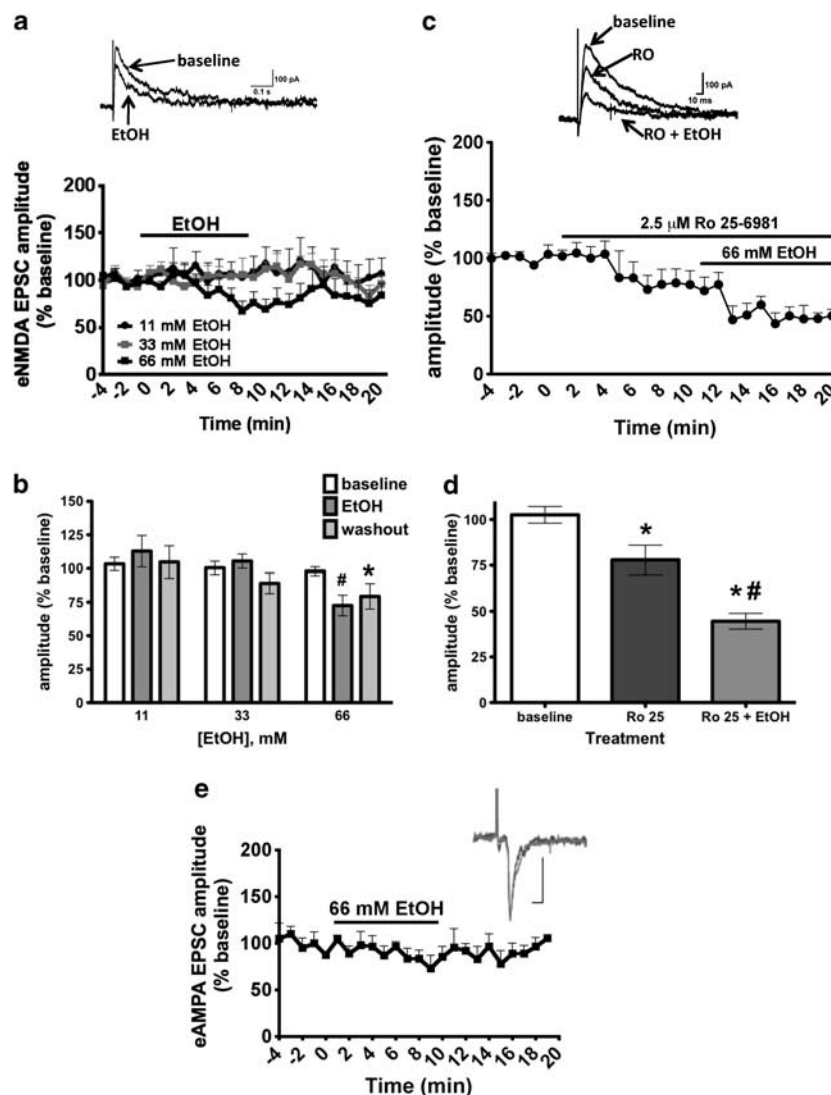 a
baseline
100 pA
0.1 s
EtOH
eNMDA EPSC amplitude
(% baseline)
200
150
100
50
0
EtOH
11 mM EtOH
33 mM EtOH
66 mM EtOH
-4 -2 0 2 4 6 8 10 12 14 16 18 20
Time (min)
c
baseline
RO
100 pA
10 ms
RO + EtOH
amplitude (% baseline)
200
150
100
50
0
2.5 μM Ro 25-6981
66 mM EtOH
-4 -2 0 2 4 6 8 10 12 14 16 18 20
Time (min)
b
amplitude (% baseline)
150
125
100
75
50
25
0
baseline
EtOH
washout
# *
11 33 66
[EtOH], mM
d
amplitude (% baseline)
100
75
50
25
0
*
* #
baseline Ro 25 Ro 25 + EtOH
Treatment
e
eAMPA EPSC amplitude
(% baseline)
200
150
100
50
0
66 mM EtOH
-4 -2 0 2 4 6 8 10 12 14 16 18 20
Time (min)